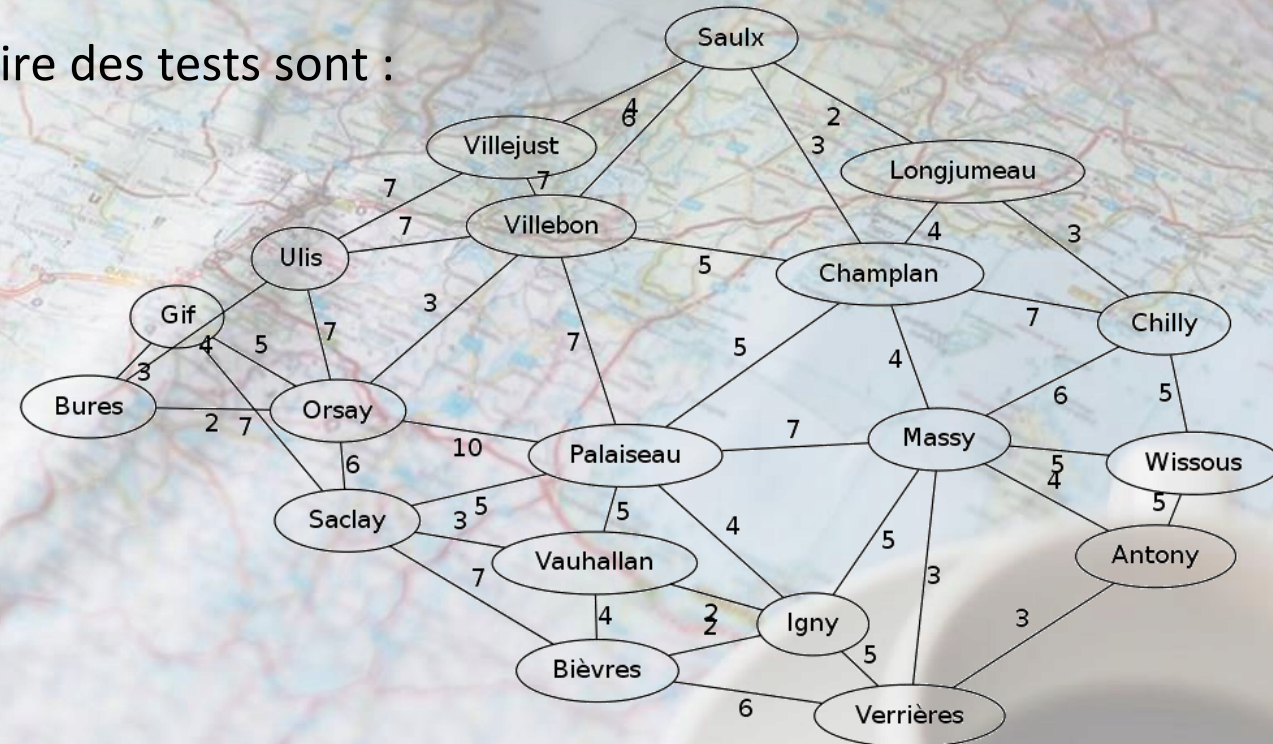 ire des tests sont :
Saulx
4
6
2
3
Villejust
7
Longjumeau
7
Villebon
7
4
3
Ulis
5
Champlan
Gif
3
7
Chilly
4
5
7
7
5
4
3
Bures
2
7
Orsay
6
5
10
Palaiseau
7
Massy
6
5
4
Wissous
5
Saclay
3
5
5
4
Vauhallan
5
Antony
7
4
2
2
3
Igny
3
5
Bièvres
6
Verrières